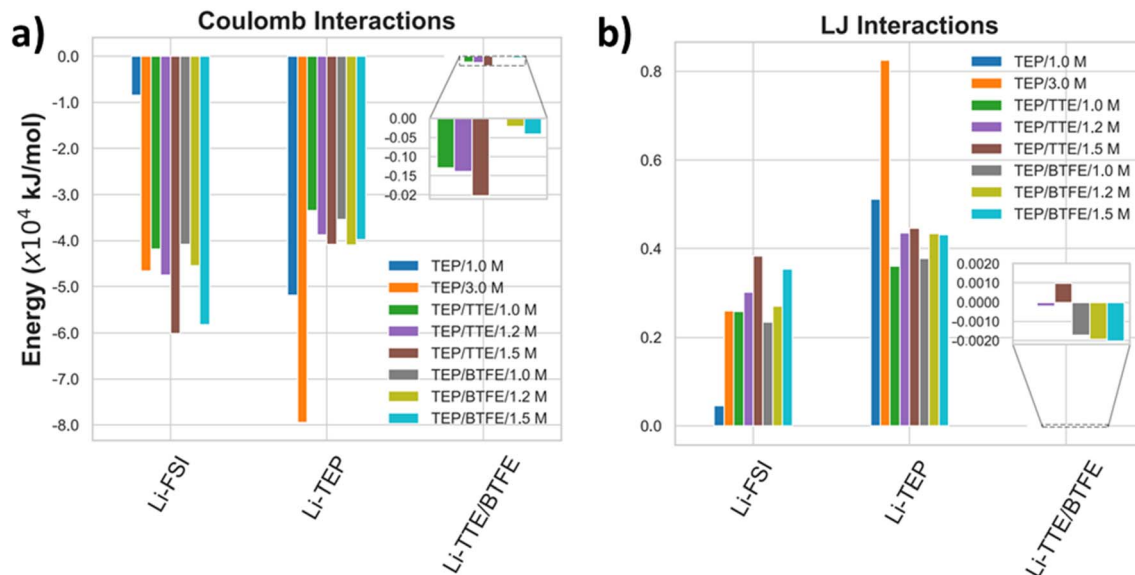 a)
Coulomb Interactions
Energy (x10⁴ kJ/mol)
0.0
-1.0
-2.0
-3.0
-4.0
-5.0
-6.0
-7.0
-8.0
0.00
-0.05
-0.10
-0.15
-0.02
TEP/1.0 M
TEP/3.0 M
TEP/TTE/1.0 M
TEP/TTE/1.2 M
TEP/TTE/1.5 M
TEP/BTFE/1.0 M
TEP/BTFE/1.2 M
TEP/BTFE/1.5 M
Li-FSI
Li-TEP
Li-TTE/BTFE
b)
LJ Interactions
0.8
0.6
0.4
0.2
0.0
TEP/1.0 M
TEP/3.0 M
TEP/TTE/1.0 M
TEP/TTE/1.2 M
TEP/TTE/1.5 M
TEP/BTFE/1.0 M
TEP/BTFE/1.2 M
TEP/BTFE/1.5 M
0.0020
0.0010
0.0000
-0.0010
-0.0020
Li-FSI
Li-TEP
Li-TTE/BTFE